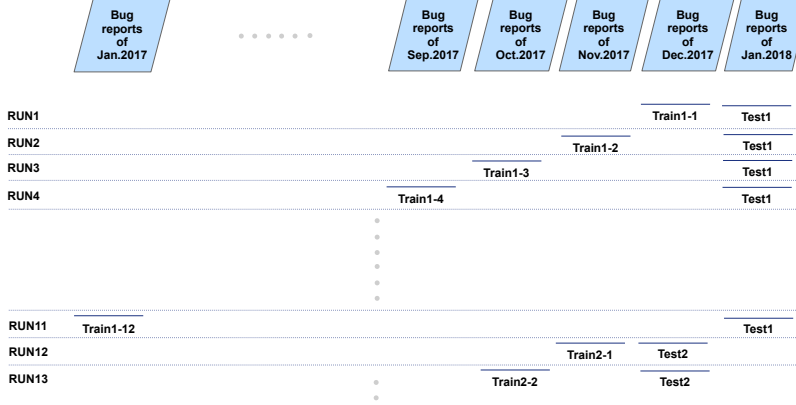 Bug reports of Jan.2017
Bug reports of Sep.2017
Bug reports of Oct.2017
Bug reports of Nov.2017
Bug reports of Dec.2017
Bug reports of Jan.2018
RUN1 Train1-1 Test1
RUN2 Train1-2 Test1
RUN3 Train1-3 Test1
RUN4 Train1-4 Test1
RUN11 Train1-12 Test1
RUN12 Train2-1 Test2
RUN13 Train2-2 Test2